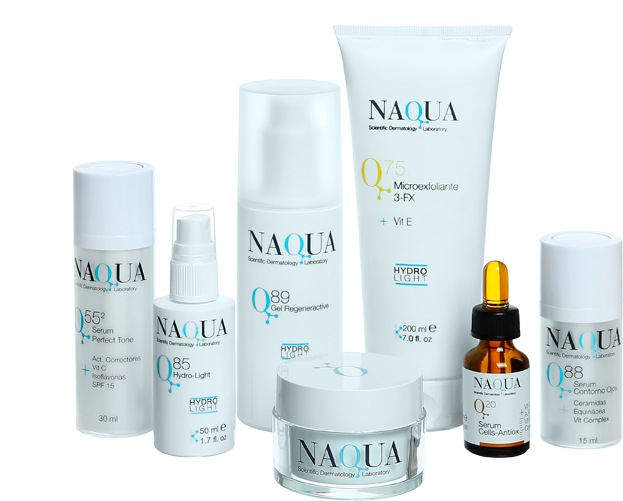 NAQUA
Scientific Dermatology Laboratory
Q55²
Serum
Perfect Tone
Act. Correctores
+ Vit C
Isoflavonas
SPF 15
30 ml
NAQUA
Scientific Dermatology Laboratory
Q85
Hydro-Light
HYDRO
LIGHT
50 ml e
1.7 fl. oz
NAQUA
Scientific Dermatology Laboratory
Q89
Gel Regeneractive
HYDRO
LIGHT
NAQUA
Scientific Dermatology Laboratory
Q75
Microexfoliante
3-FX
+ Vit E
HYDRO
LIGHT
200 ml e
7.0 fl. oz
NAQUA
Scientific Dermatology Laboratory
NAQUA
Scientific Dermatology Laboratory
Q20
Serum
Cells-Antiox
NAQUA
Scientific Dermatology Laboratory
Q88
Serum
Contorno Ojos
Ceramidas
+ Equinácea
Vit Complex
15 ml